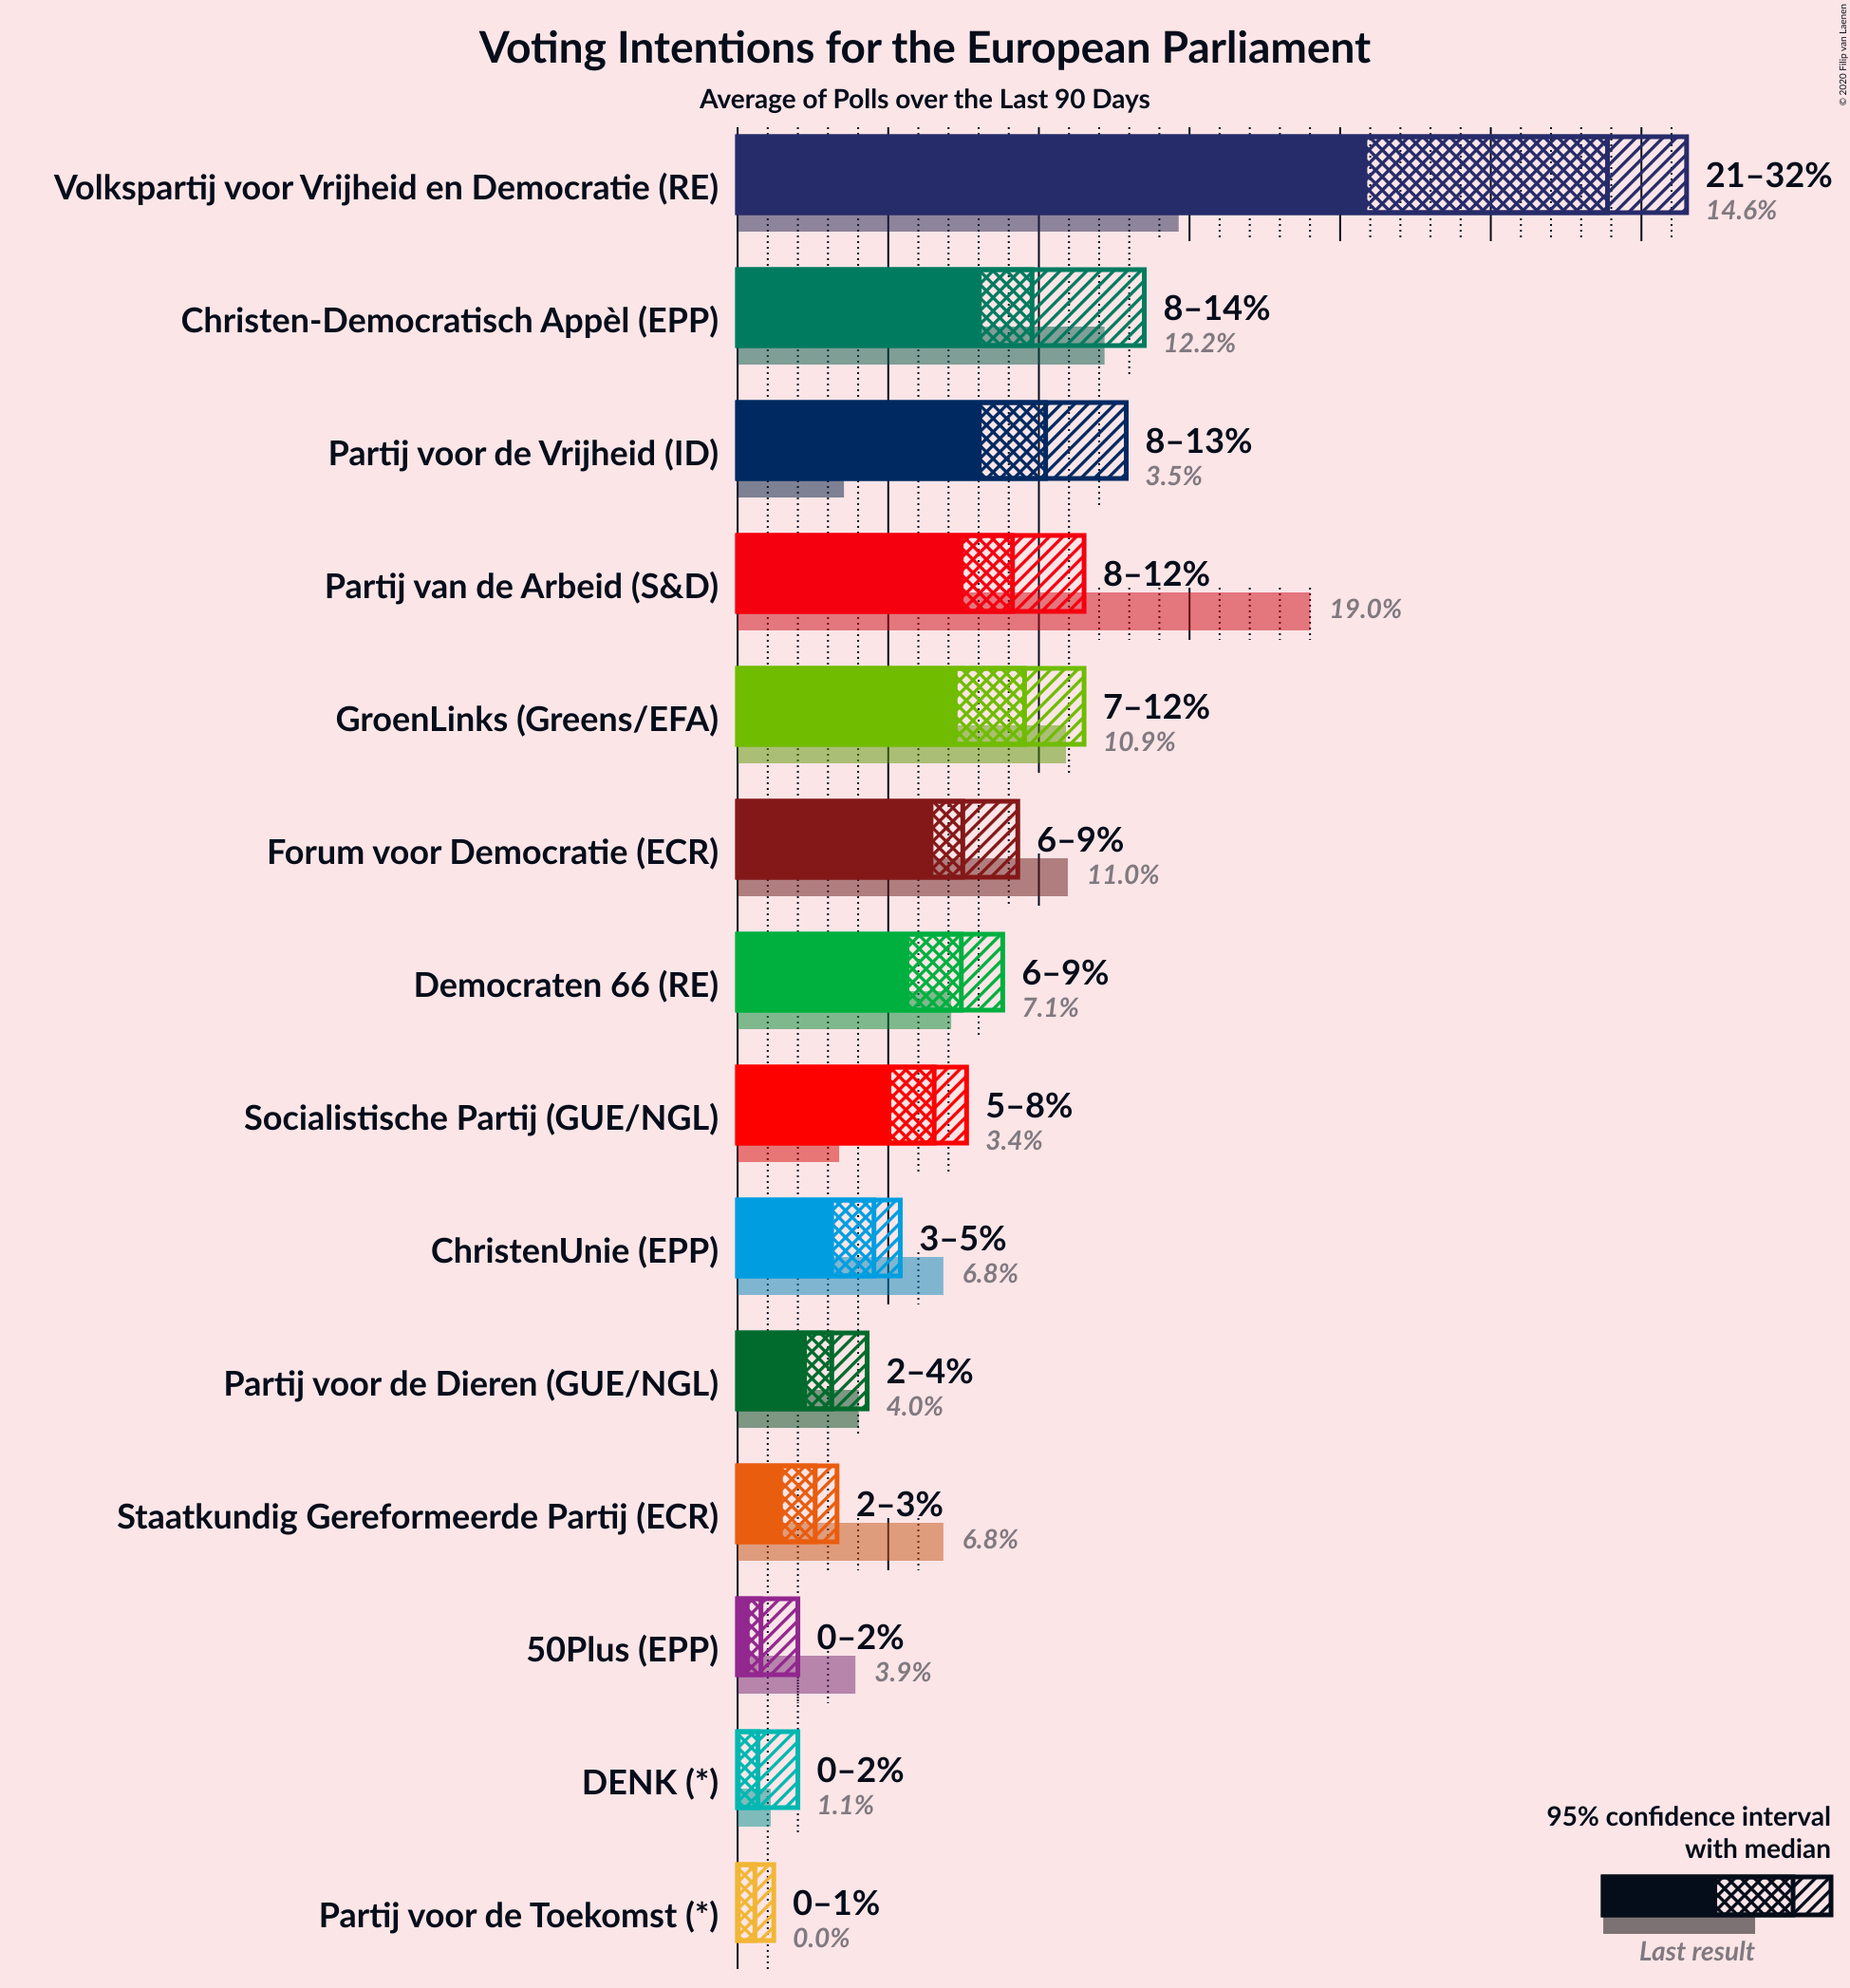 Voting Intentions for the European Parliament
Average of Polls over the Last 90 Days
© 2020 Filip van Laenen
Volkspartij voor Vrijheid en Democratie (RE)
21–32%
14.6%
Christen-Democratisch Appèl (EPP)
8–14%
12.2%
Partij voor de Vrijheid (ID)
8–13%
3.5%
Partij van de Arbeid (S&D)
8–12%
19.0%
GroenLinks (Greens/EFA)
7–12%
10.9%
Forum voor Democratie (ECR)
6–9%
11.0%
Democraten 66 (RE)
6–9%
7.1%
Socialistische Partij (GUE/NGL)
5–8%
3.4%
ChristenUnie (EPP)
3–5%
6.8%
Partij voor de Dieren (GUE/NGL)
2–4%
4.0%
Staatkundig Gereformeerde Partij (ECR)
2–3%
6.8%
50Plus (EPP)
0–2%
3.9%
DENK (*)
0–2%
1.1%
Partij voor de Toekomst (*)
0–1%
0.0%
95% confidence interval
with median
Last result